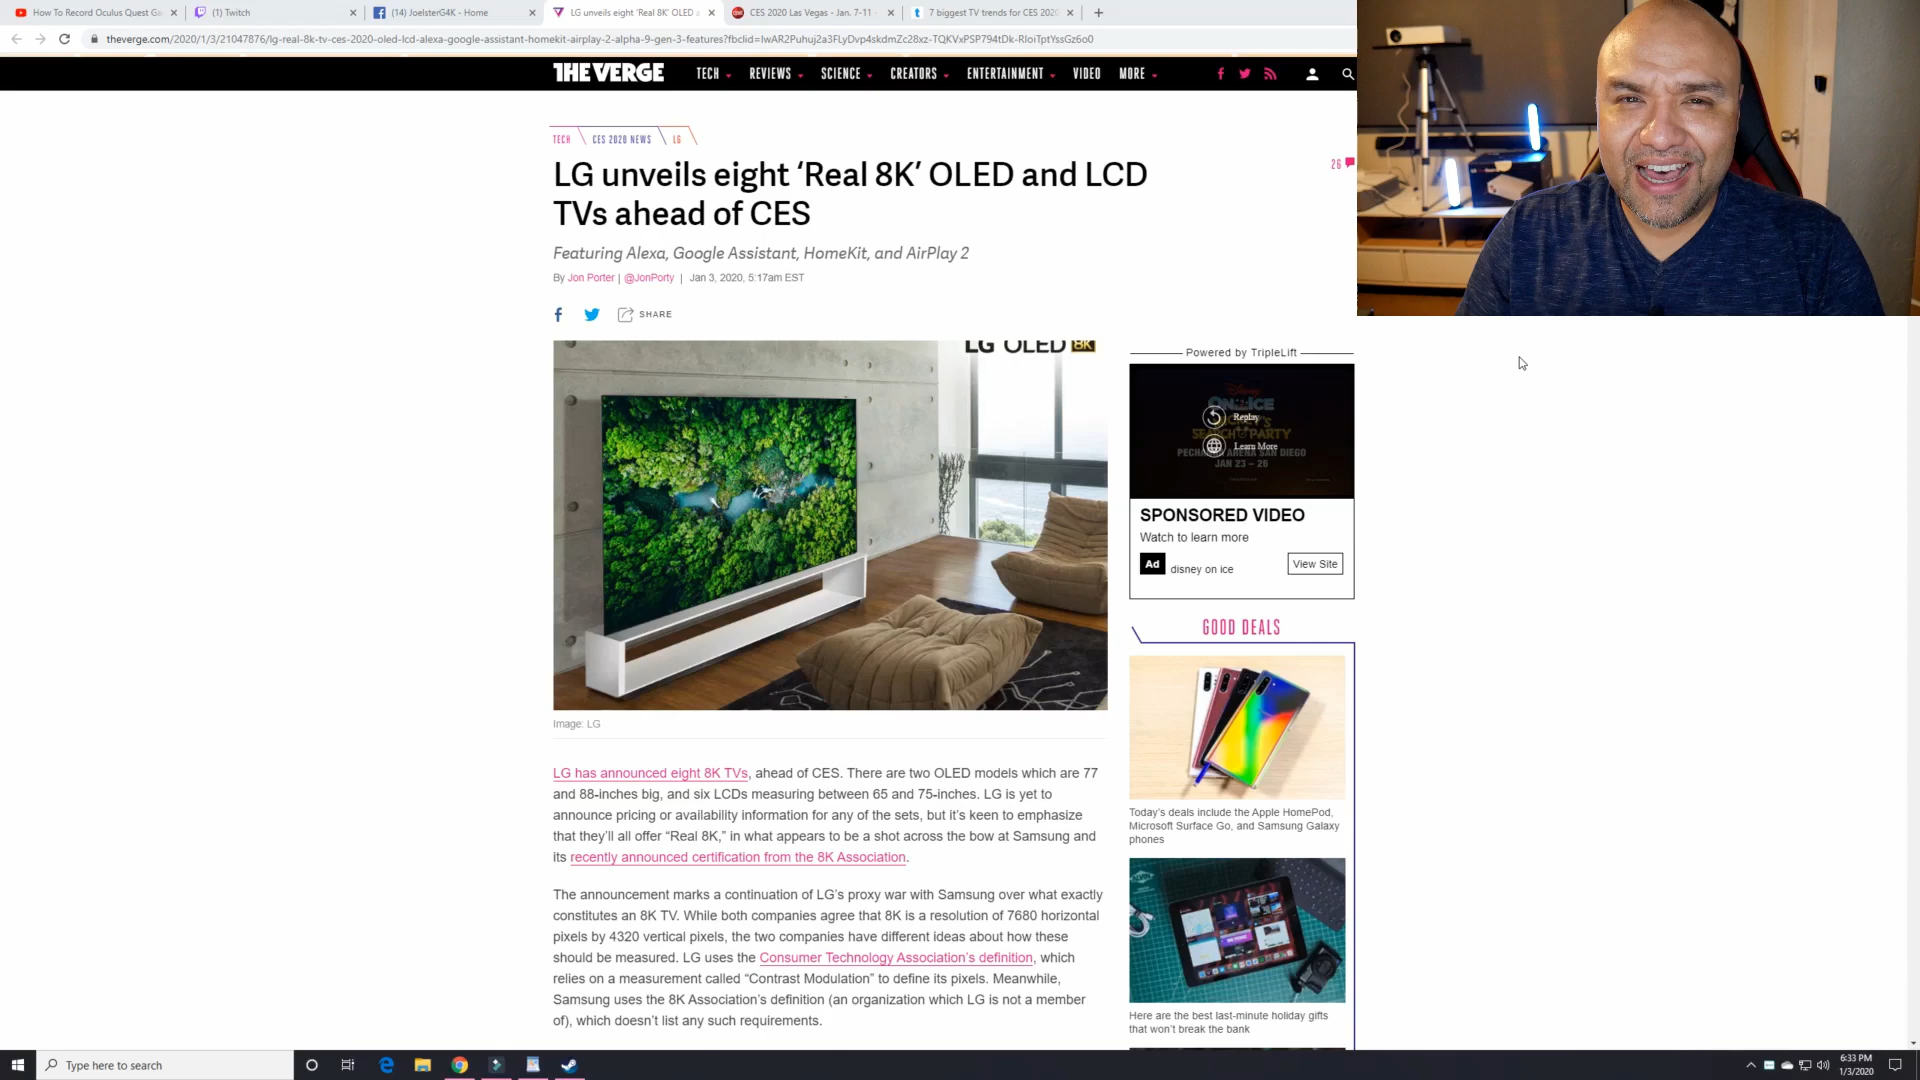 How To Record Oculus Quest Ga
(1) Twitch
(14) JoelsterG4K - Home
LG unveils eight 'Real 8K' OLED a
CES 2020 Las Vegas - Jan. 7-11 -
7 biggest TV trends for CES 2020
THE VERGE
TECH
REVIEWS
SCIENCE
CREATORS
ENTERTAINMENT
VIDEO
MORE
TECH
CES 2020 NEWS
LG
LG unveils eight ‘Real 8K’ OLED and LCD
TVs ahead of CES
26
Featuring Alexa, Google Assistant, HomeKit, and AirPlay 2
By Jon Porter | @JonPorty | Jan 3, 2020, 5:17am EST
SHARE
LG OLED 8K
Image: LG
LG has announced eight 8K TVs, ahead of CES. There are two OLED models which are 77
and 88-inches big, and six LCDs measuring between 65 and 75-inches. LG is yet to
announce pricing or availability information for any of the sets, but it’s keen to emphasize
that they’ll all offer “Real 8K,” in what appears to be a shot across the bow at Samsung and
its recently announced certification from the 8K Association.
The announcement marks a continuation of LG’s proxy war with Samsung over what exactly
constitutes an 8K TV. While both companies agree that 8K is a resolution of 7680 horizontal
pixels by 4320 vertical pixels, the two companies have different ideas about how these
should be measured. LG uses the Consumer Technology Association’s definition, which
relies on a measurement called “Contrast Modulation” to define its pixels. Meanwhile,
Samsung uses the 8K Association’s definition (an organization which LG is not a member
of), which doesn’t list any such requirements.
Powered by TripleLift
Disney
ON ICE
Replay
SEARCH PARTY
Learn More
PECHANGA ARENA SAN DIEGO
JAN 23 – 26
SPONSORED VIDEO
Watch to learn more
Ad
disney on ice
View Site
GOOD DEALS
Today’s deals include the Apple HomePod,
Microsoft Surface Go, and Samsung Galaxy
phones
Here are the best last-minute holiday gifts
that won’t break the bank
Type here to search
6:33 PM
1/3/2020